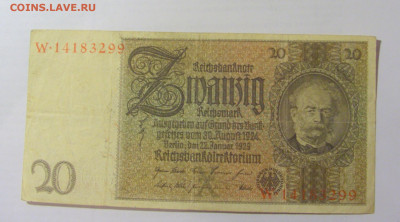 COINS.LAVE.RU
W·14183299
20
20
Reichsbanknote
Zwanzig
Reichsmark
Ausgegeben auf Grund des Bank-
gesetzes vom 30. August 1924
Berlin, den 22. Januar 1929
Reichsbankdirektorium
W·14183299
20